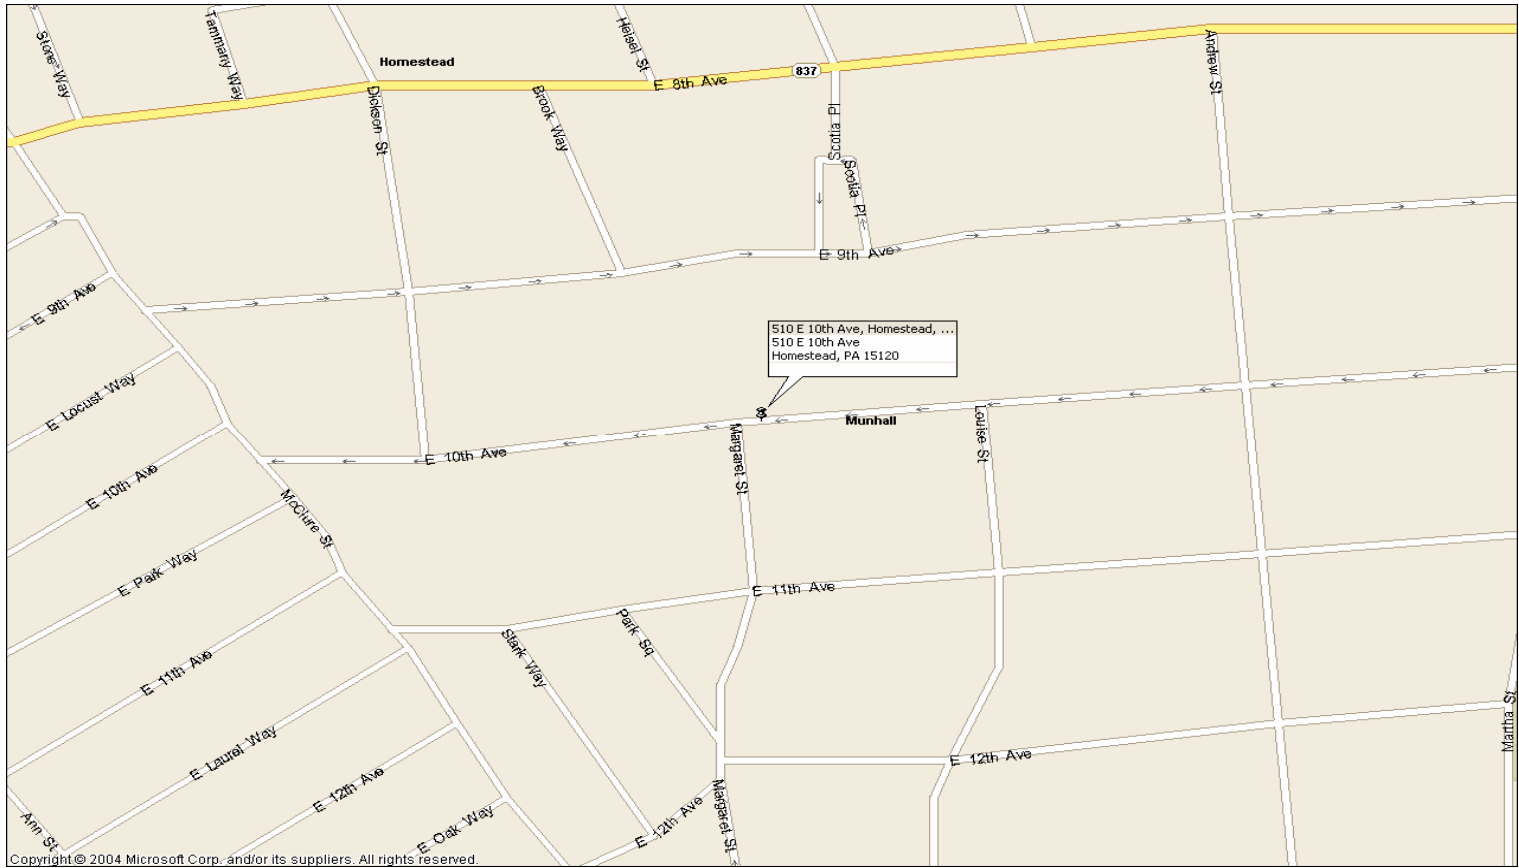 Stone Way
Tammany Way
Heisel St
Homestead
Andrew St
837
E 8th Ave
Dickson St
Brook Way
Scotia Pl
Scotia Pl
E 9th Ave
E 9th Ave
510 E 10th Ave, Homestead, ...
510 E 10th Ave
Homestead, PA 15120
E Locust Way
Munhall
Louise St
Margaret St
E 10th Ave
E 10th Ave
McClure St
E Park Way
E 11th Ave
Park Sq
Stark Way
E 11th Ave
Martha St
E Laurel Way
E 12th Ave
E 12th Ave
E 12th Ave
Margaret St
Ann St
E Oak Way
Copyright © 2004 Microsoft Corp. and/or its suppliers. All rights reserved.